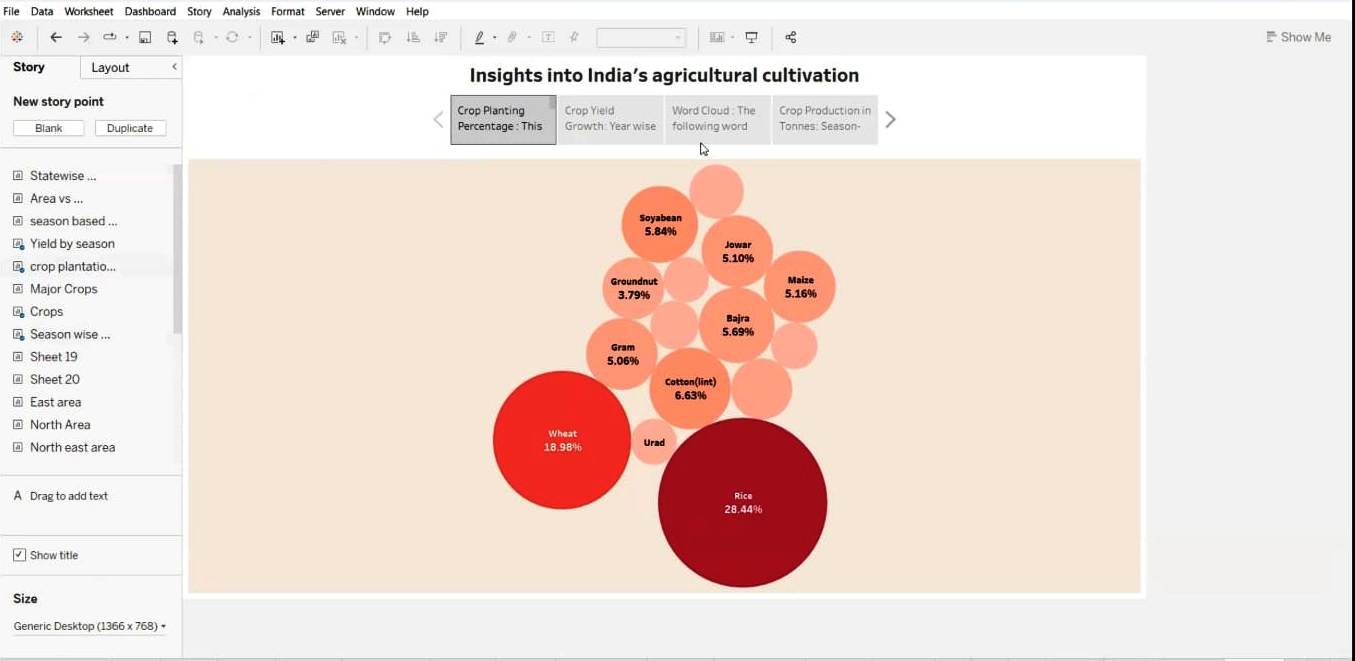 File Data Worksheet Dashboard Story Analysis Format Server Window Help
Show Me
Story Layout <
New story point
Blank Duplicate
Statewise ...
Area vs ...
season based ...
Yield by season
crop plantatio...
Major Crops
Crops
Season wise ...
Sheet 19
Sheet 20
East area
North Area
North east area
A Drag to add text
Show title
Size
Generic Desktop (1366 x 768)
Insights into India's agricultural cultivation
Crop Planting
Percentage : This
Crop Yield
Growth: Year wise
Word Cloud : The
following word
Crop Production in
Tonnes: Season-
Soyabean
5.84%
Jowar
5.10%
Groundnut
3.79%
Maize
5.16%
Bajra
5.69%
Gram
5.06%
Cotton(lint)
6.63%
Wheat
18.98%
Urad
Rice
28.44%